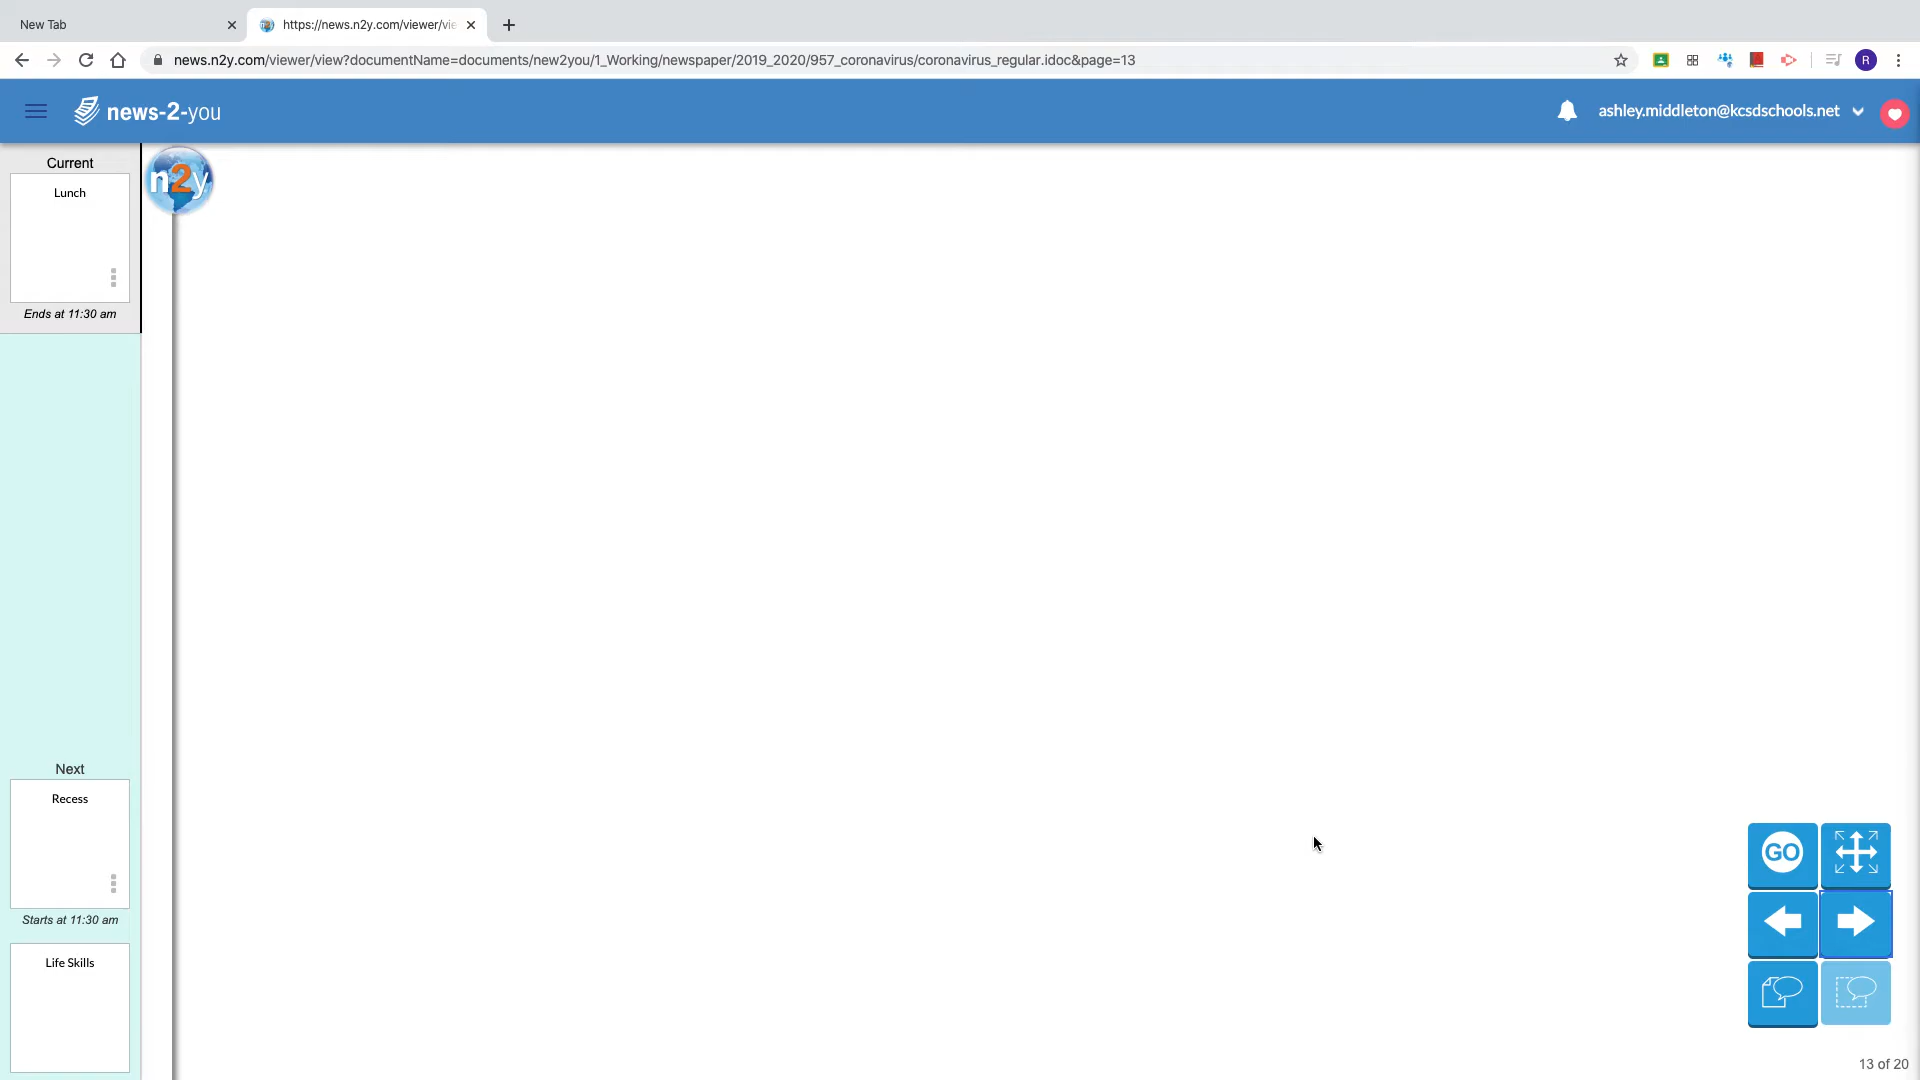 New Tab
https://news.n2y.com/viewer/vie
news.n2y.com/viewer/view?documentName=documents/new2you/1_Working/newspaper/2019_2020/957_coronavirus/coronavirus_regular.idoc&page=13
R
news-2-you
ashley.middleton@kcsdschools.net
Current
n2y
Lunch
Ends at 11:30 am
Next
Recess
GO
Starts at 11:30 am
Life Skills
13 of 20